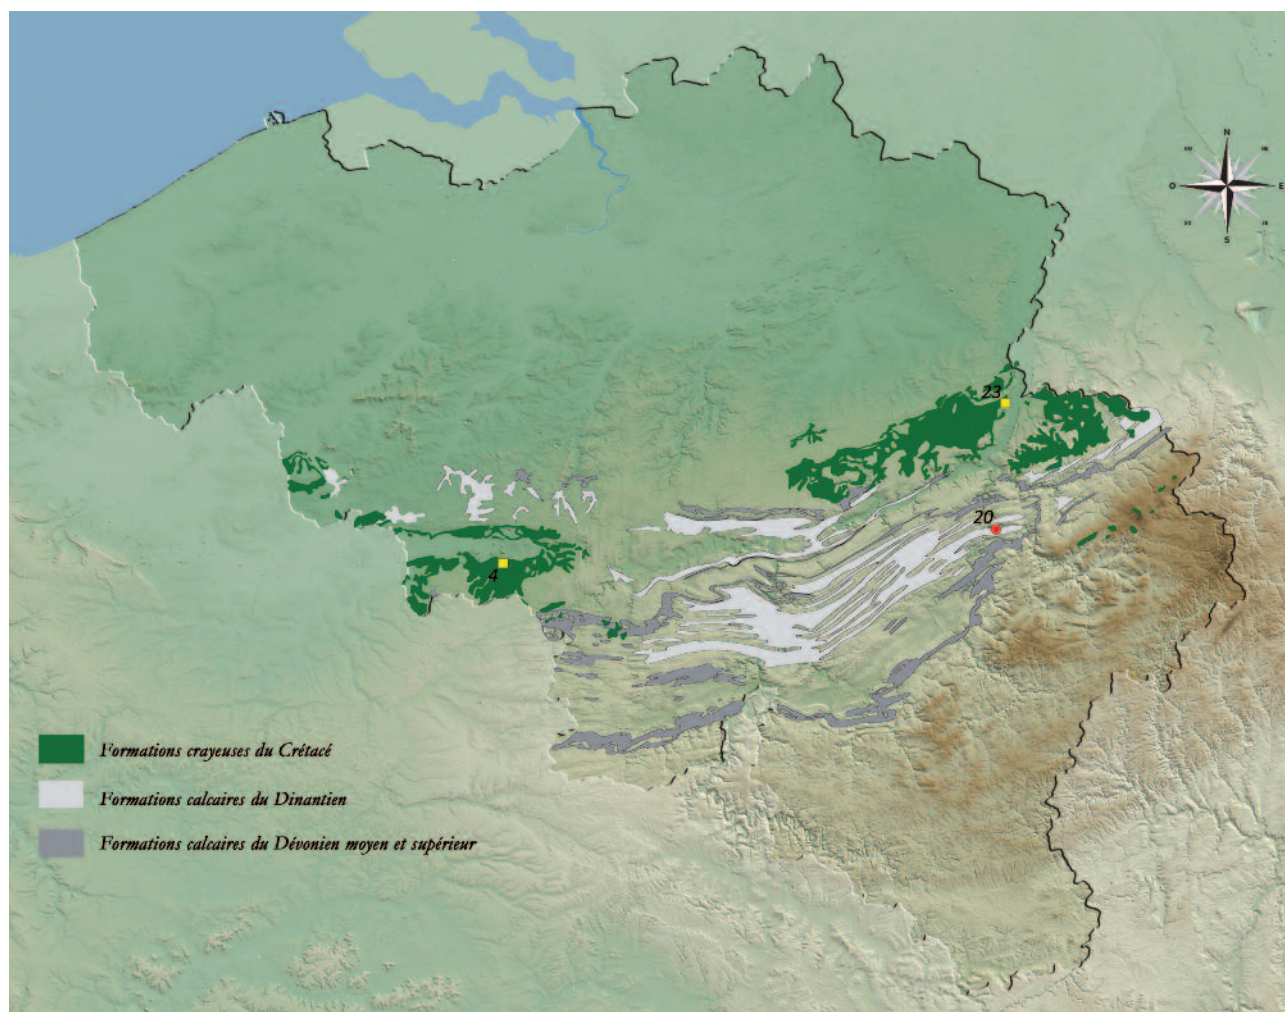 N
O
E
S
23
20
4
Formations crayeuses du Crétacé
Formations calcaires du Dinantien
Formations calcaires du Dévonien moyen et supérieur